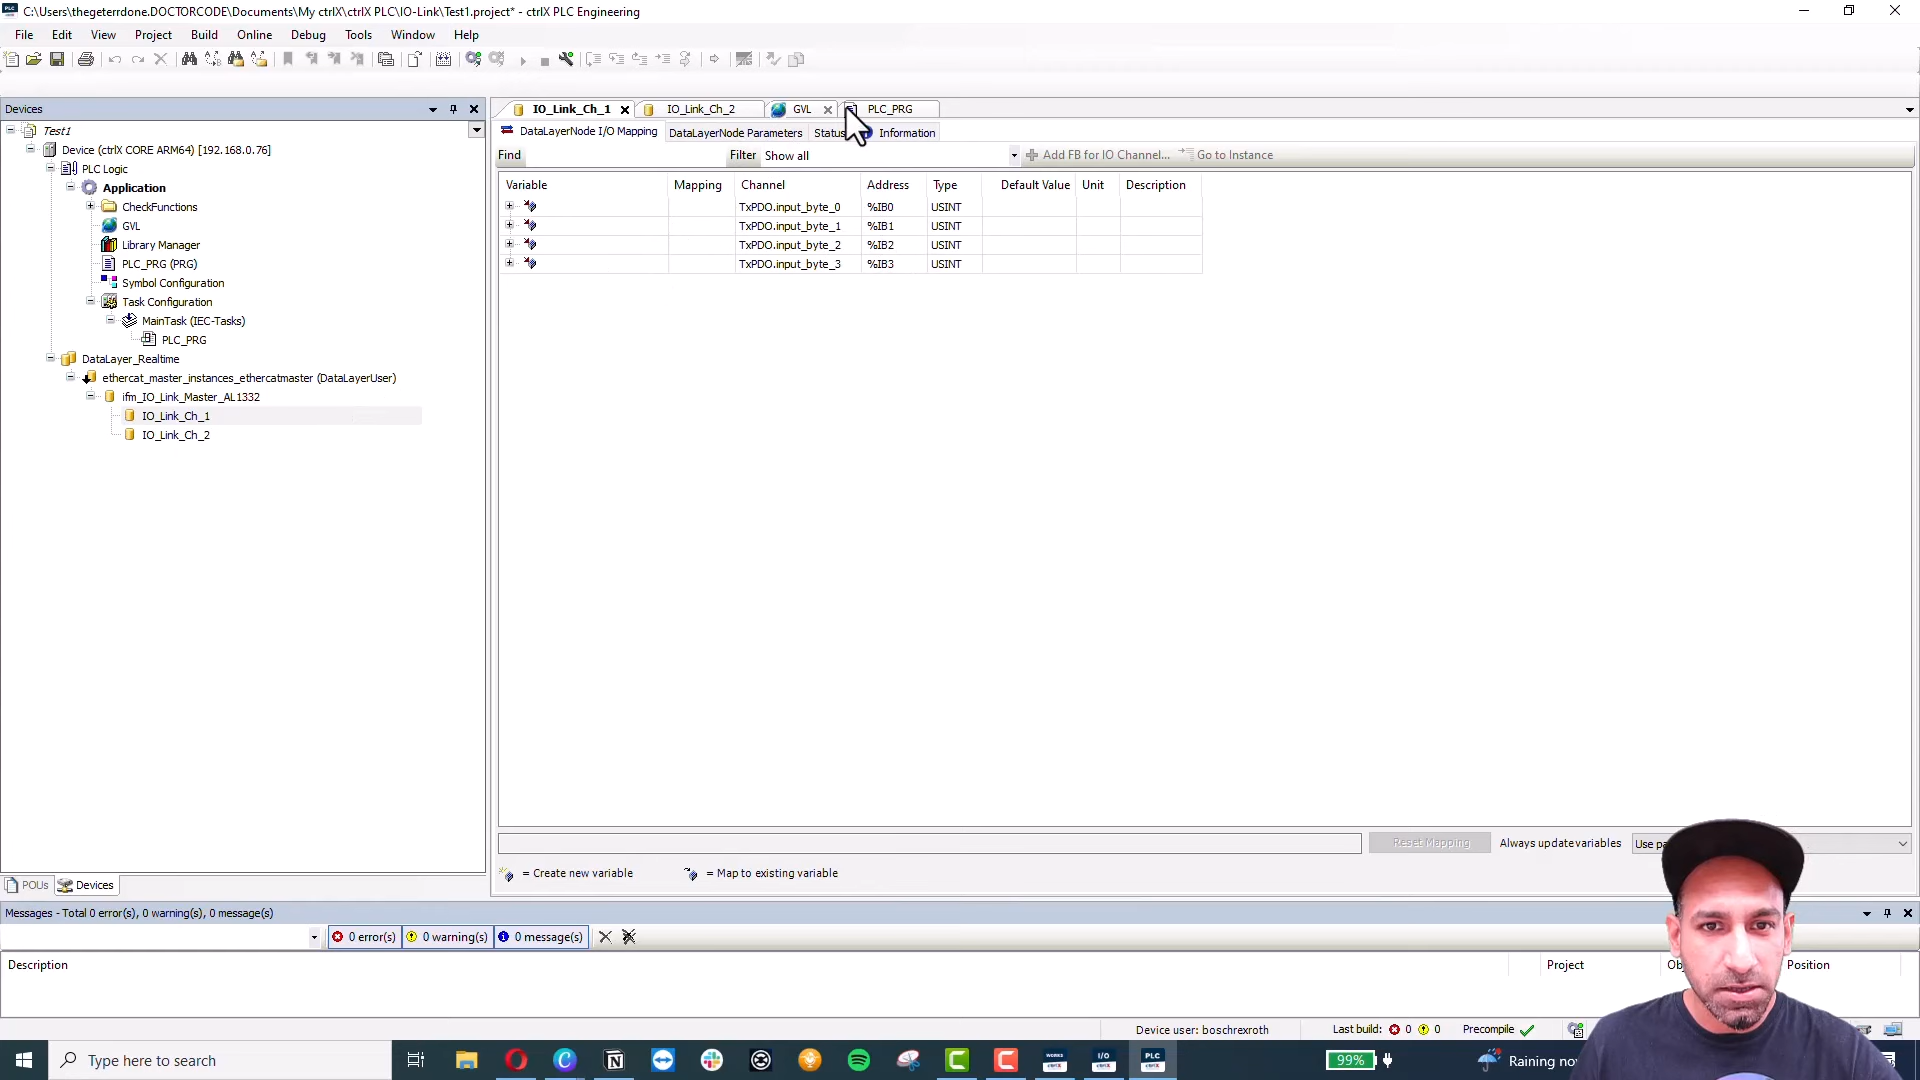 C:\Users\thegeterrdone.DOCTORCODE\Documents\My ctrlX\ctrlX PLC\IO-Link\Test1.project* - ctrlX PLC Engineering
File Edit View Project Build Online Debug Tools Window Help
Devices
Test1
Device (ctrlX CORE ARM64) [192.168.0.76]
PLC Logic
Application
CheckFunctions
GVL
Library Manager
PLC_PRG (PRG)
Symbol Configuration
Task Configuration
MainTask (IEC-Tasks)
PLC_PRG
DataLayer_Realtime
ethercat_master_instances_ethercatmaster (DataLayerUser)
ifm_IO_Link_Master_AL1332
IO_Link_Ch_1
IO_Link_Ch_2
POUs Devices
IO_Link_Ch_1 IO_Link_Ch_2 GVL PLC_PRG
DataLayerNode I/O Mapping DataLayerNode Parameters Status Information
Find Filter Show all Add FB for IO Channel... Go to Instance
Variable Mapping Channel Address Type Default Value Unit Description
TxPDO.input_byte_0 %IB0 USINT
TxPDO.input_byte_1 %IB1 USINT
TxPDO.input_byte_2 %IB2 USINT
TxPDO.input_byte_3 %IB3 USINT
Reset Mapping Always update variables Use
= Create new variable = Map to existing variable
Messages - Total 0 error(s), 0 warning(s), 0 message(s)
0 error(s) 0 warning(s) 0 message(s)
Description Project Position
Device user: boschrexroth Last build: 0 0 Precompile
Type here to search WORKS I/O PLC 99% Raining